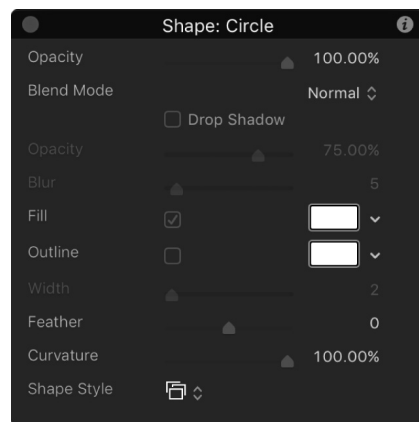 Shape: Circle
Opacity 100.00%
Blend Mode Normal
Drop Shadow
Opacity 75.00%
Blur 5
Fill
Outline
Width 2
Feather 0
Curvature 100.00%
Shape Style